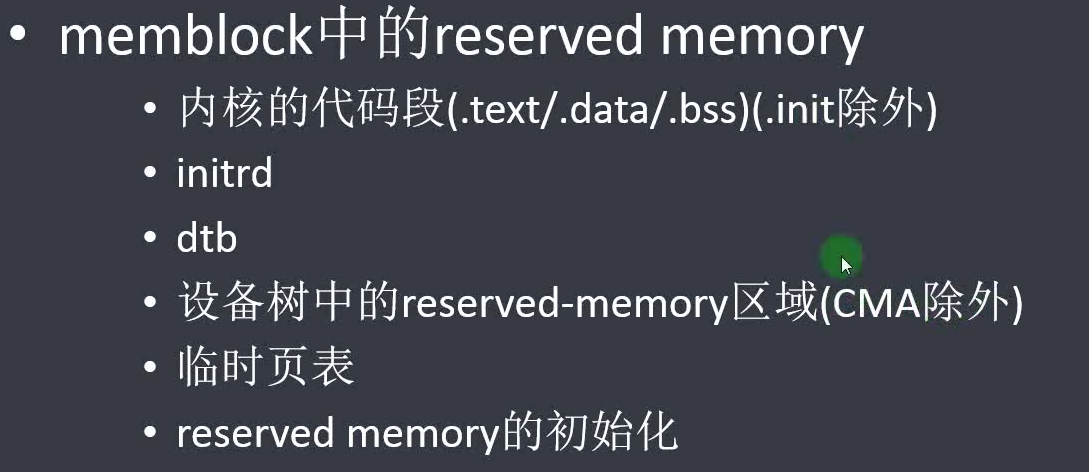 • memblock中的reserved memory
• 内核的代码段(.text/.data/.bss)(.init除外)
• initrd
• dtb
• 设备树中的reserved-memory区域(CMA除外)
• 临时页表
• reserved memory的初始化